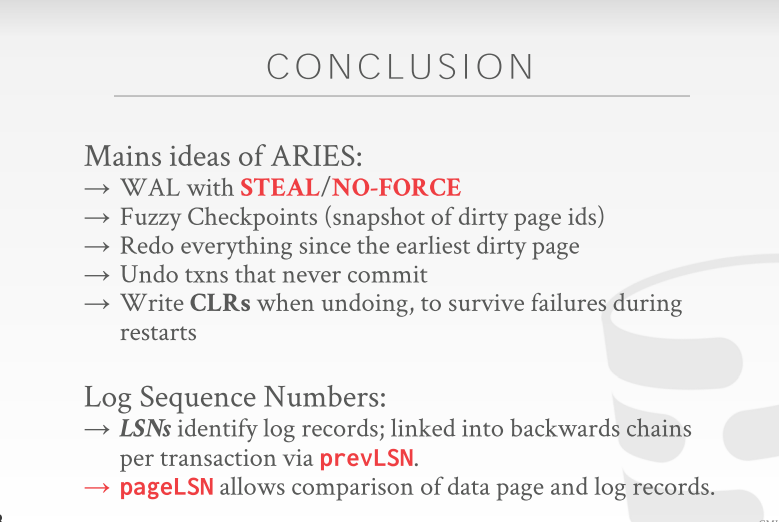 CONCLUSION
Mains ideas of ARIES:
→ WAL with STEAL/NO-FORCE
→ Fuzzy Checkpoints (snapshot of dirty page ids)
→ Redo everything since the earliest dirty page
→ Undo txns that never commit
→ Write CLRs when undoing, to survive failures during
restarts
Log Sequence Numbers:
→ LSNs identify log records; linked into backwards chains
per transaction via prevLSN.
→ pageLSN allows comparison of data page and log records.